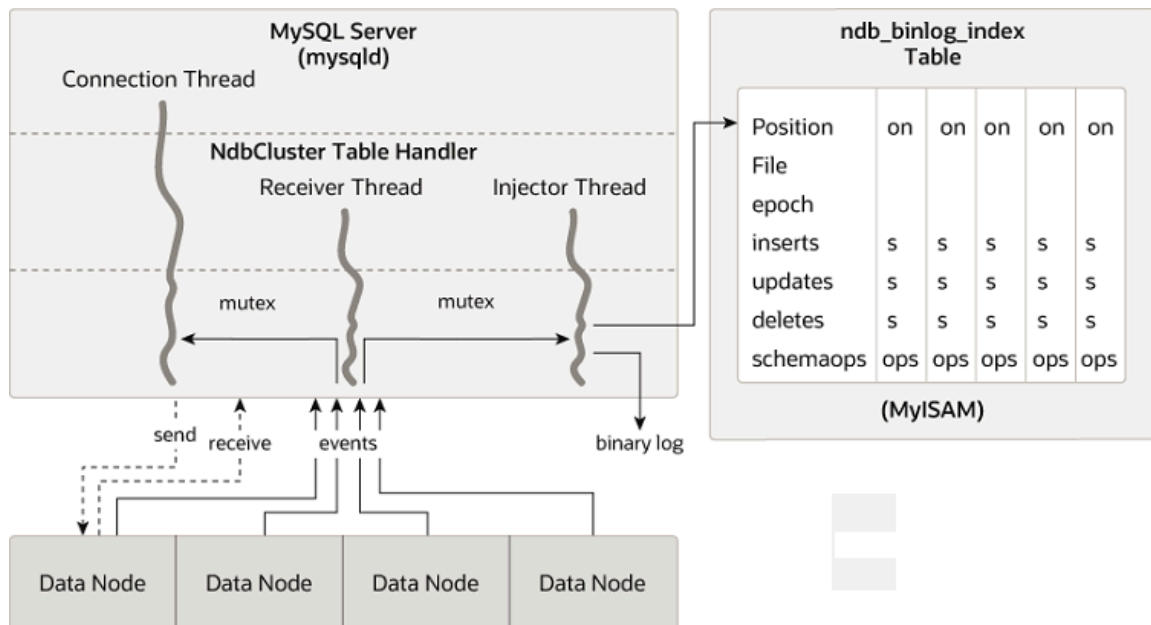 MySQL Server
(mysqld)
Connection Thread
NdbCluster Table Handler
Receiver Thread
Injector Thread
mutex
mutex
send
receive
events
binary log
Data Node
Data Node
Data Node
Data Node
ndb_binlog_index
Table
Position on on on on on
File
epoch
inserts s s s s s
updates s s s s s
deletes s s s s s
schemaops ops ops ops ops ops
(MyISAM)